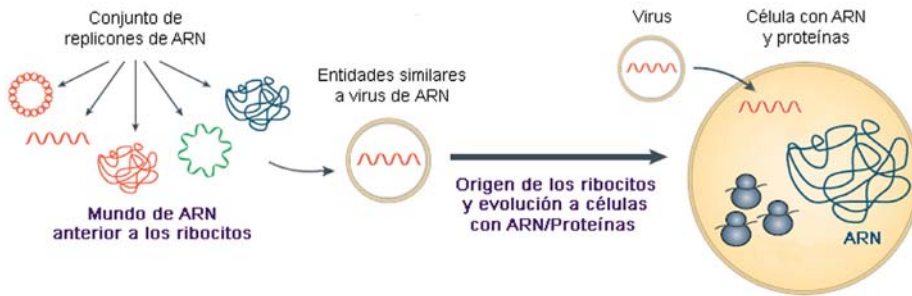 Conjunto de
replicones de ARN
Mundo de ARN
anterior a los ribocitos
Entidades similares
a virus de ARN
Origen de los ribocitos
y evolución a células
con ARN/Proteínas
Virus
Célula con ARN
y proteínas
ARN